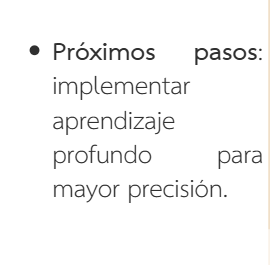 • Próximos pasos:
implementar
aprendizaje
profundo para
mayor precisión.